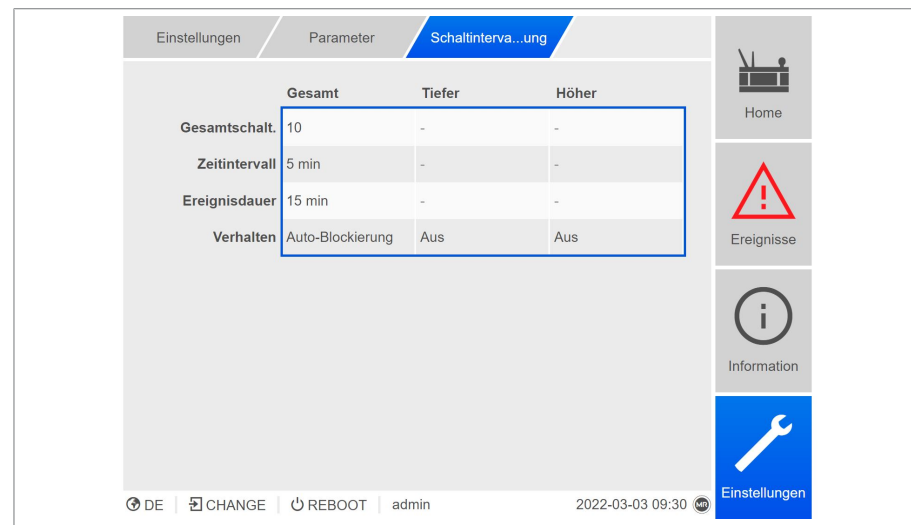 Einstellungen Parameter Schaltinterva...ung
Gesamt Tiefer Höher
Gesamtschalt. 10 - -
Zeitintervall 5 min - -
Ereignisdauer 15 min - -
Verhalten Auto-Blockierung Aus Aus
Home
Ereignisse
Information
Einstellungen
DE CHANGE REBOOT admin 2022-03-03 09:30 MR